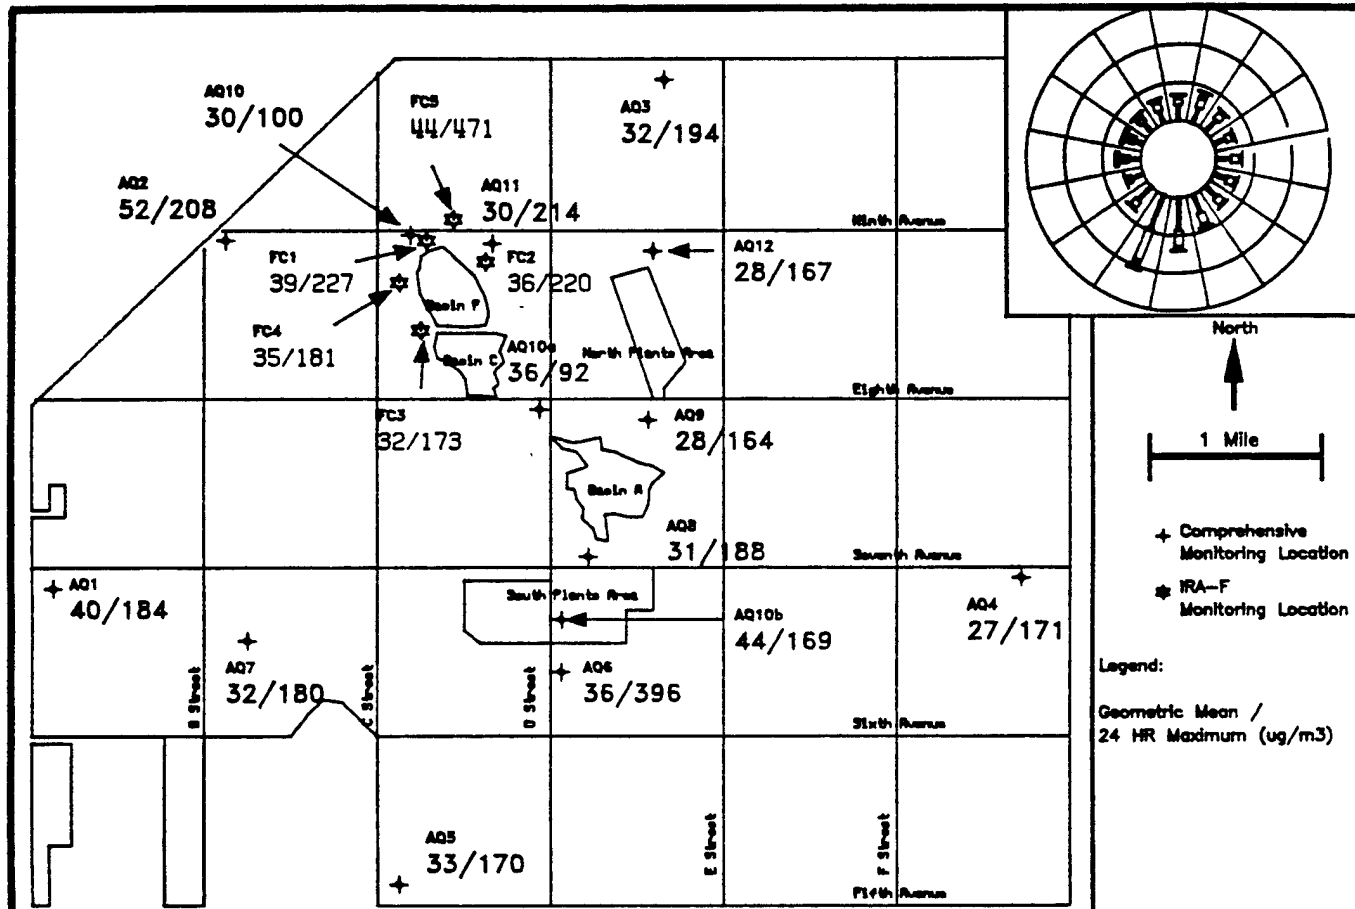 AQ10
30/100
FC5
44/471
AQ3
32/194
AQ2
52/208
AQ11
30/214
Ninth Avenue
FC1
39/227
FC2
36/220
AQ12
28/167
Basin F
FC4
35/181
Basin C
AQ10a
36/92
North Plants Area
Eighth Avenue
FC3
32/173
AQ9
28/164
Basin A
AQ8
31/188
Seventh Avenue
AQ1
40/184
South Plants Area
AQ10b
44/169
AQ4
27/171
AQ7
32/180
AQ6
36/396
B Street
C Street
D Street
Sixth Avenue
AQ5
33/170
E Street
F Street
Fifth Avenue
North
1 Mile
Comprehensive
Monitoring Location
IRA-F
Monitoring Location
Legend:
Geometric Mean /
24 HR Maximum (ug/m3)